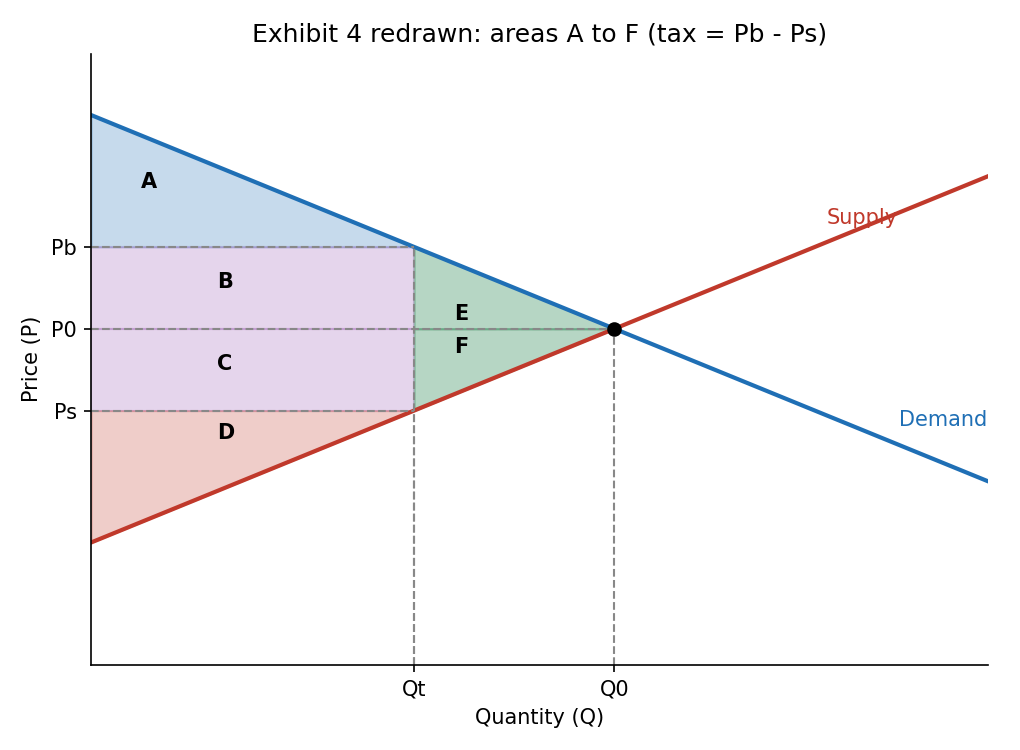 Exhibit 4 redrawn: areas A to F (tax = Pb - Ps)
A
Supply
Pb
B
E
P0
F
C
Price (P)
Ps
D
Demand
Qt
Q0
Quantity (Q)